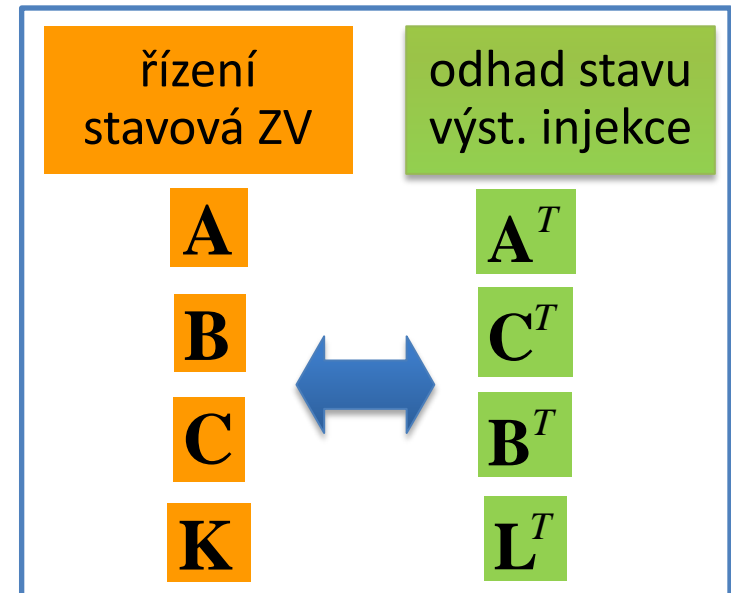 řízení
stavová ZV
odhad stavu
výst. injekce
A
A^T
B
C^T
C
B^T
K
L^T